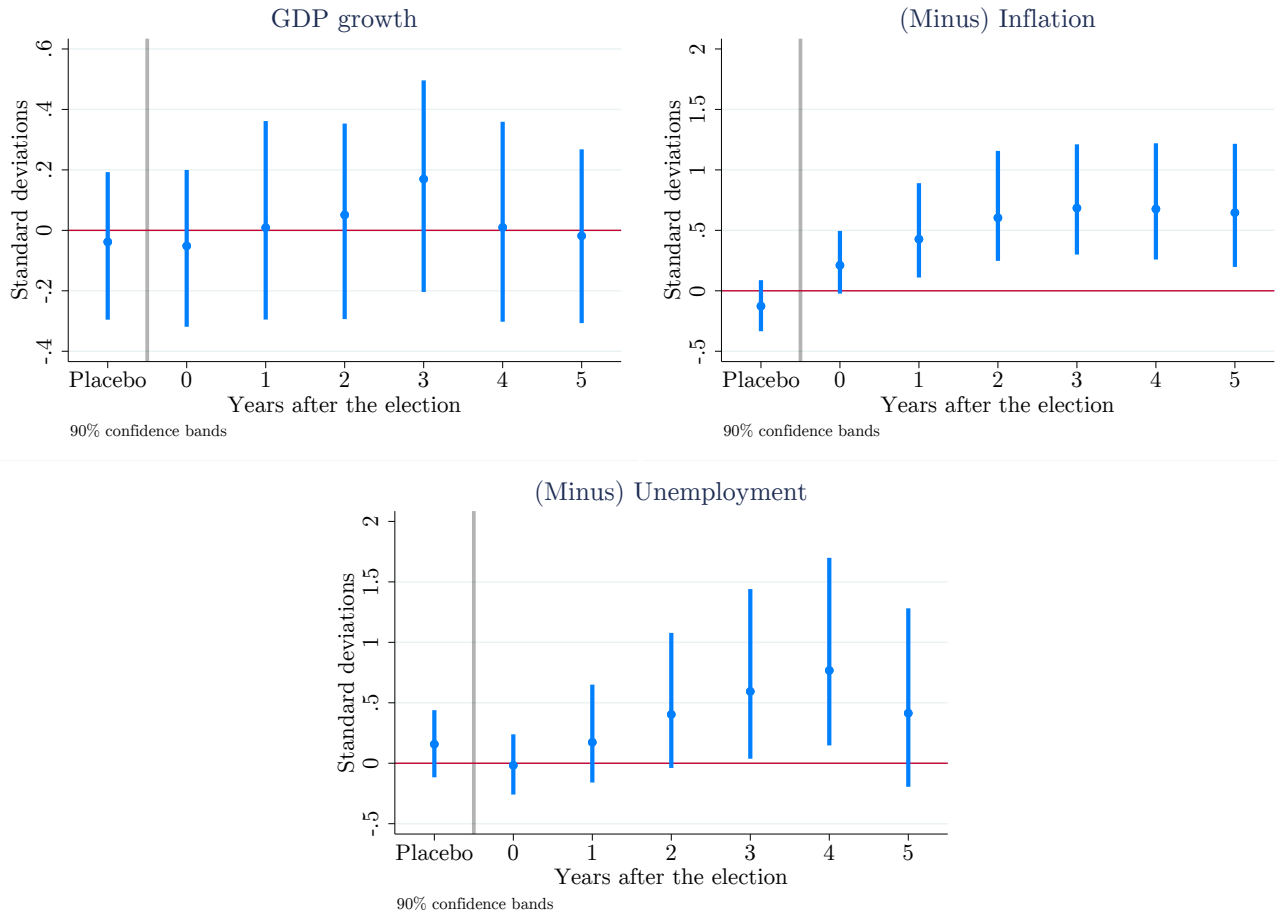 GDP growth
Standard deviations
.6
.4
.2
0
-.2
-.4
Placebo 0 1 2 3 4 5
Years after the election
90% confidence bands
(Minus) Inflation
Standard deviations
2
1.5
1
.5
0
-.5
Placebo 0 1 2 3 4 5
Years after the election
90% confidence bands
(Minus) Unemployment
Standard deviations
2
1.5
1
.5
0
-.5
Placebo 0 1 2 3 4 5
Years after the election
90% confidence bands